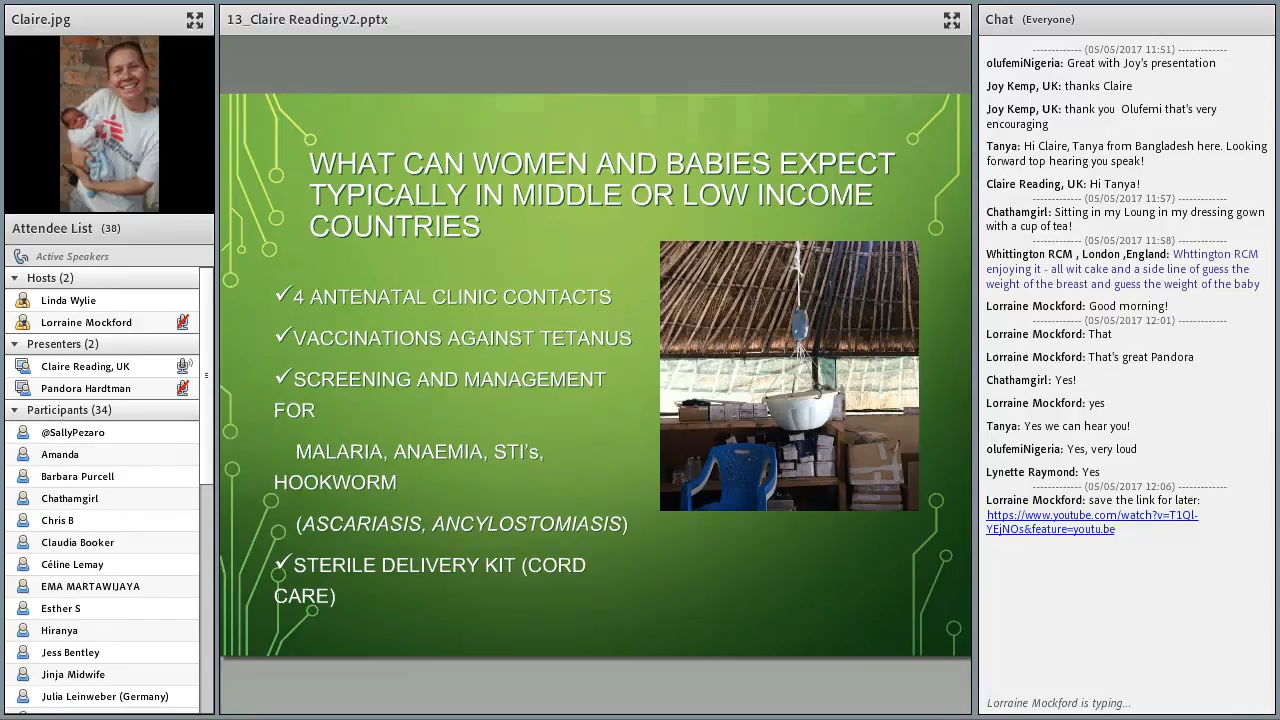 Claire.jpg
Attendee List (38)
Active Speakers
Hosts (2)
Linda Wylie
Lorraine Mockford
Presenters (2)
Claire Reading, UK
Pandora Hardtman
Participants (34)
@SallyPezaro
Amanda
Barbara Purcell
Chathamgirl
Chris B
Claudia Booker
Céline Lemay
EMA MARTAWIJAYA
Esther S
Hiranya
Jess Bentley
Jinja Midwife
Julia Leinweber (Germany)
13_Claire Reading.v2.pptx
WHAT CAN WOMEN AND BABIES EXPECT
TYPICALLY IN MIDDLE OR LOW INCOME
COUNTRIES
✓4 ANTENATAL CLINIC CONTACTS
✓VACCINATIONS AGAINST TETANUS
✓SCREENING AND MANAGEMENT
FOR
MALARIA, ANAEMIA, STI's,
HOOKWORM
(ASCARIASIS, ANCYLOSTOMIASIS)
✓STERILE DELIVERY KIT (CORD
CARE)
Chat (Everyone)
------------- (05/05/2017 11:51) -------------
olufemiNigeria: Great with Joy's presentation
Joy Kemp, UK: thanks Claire
Joy Kemp, UK: thank you Olufemi that's very
encouraging
Tanya: Hi Claire, Tanya from Bangladesh here. Looking
forward top hearing you speak!
Claire Reading, UK: Hi Tanya!
------------- (05/05/2017 11:57) -------------
Chathamgirl: Sitting in my Loung in my dressing gown
with a cup of tea!
------------- (05/05/2017 11:58) -------------
Whittington RCM , London ,England: Whttington RCM
enjoying it - all wit cake and a side line of guess the
weight of the breast and guess the weight of the baby
Lorraine Mockford: Good morning!
------------- (05/05/2017 12:01) -------------
Lorraine Mockford: That
Lorraine Mockford: That's great Pandora
Chathamgirl: Yes!
Lorraine Mockford: yes
Tanya: Yes we can hear you!
olufemiNigeria: Yes, very loud
Lynette Raymond: Yes
------------- (05/05/2017 12:06) -------------
Lorraine Mockford: save the link for later:
https://www.youtube.com/watch?v=T1Ql-
YEjNOs&feature=youtu.be
Lorraine Mockford is typing...